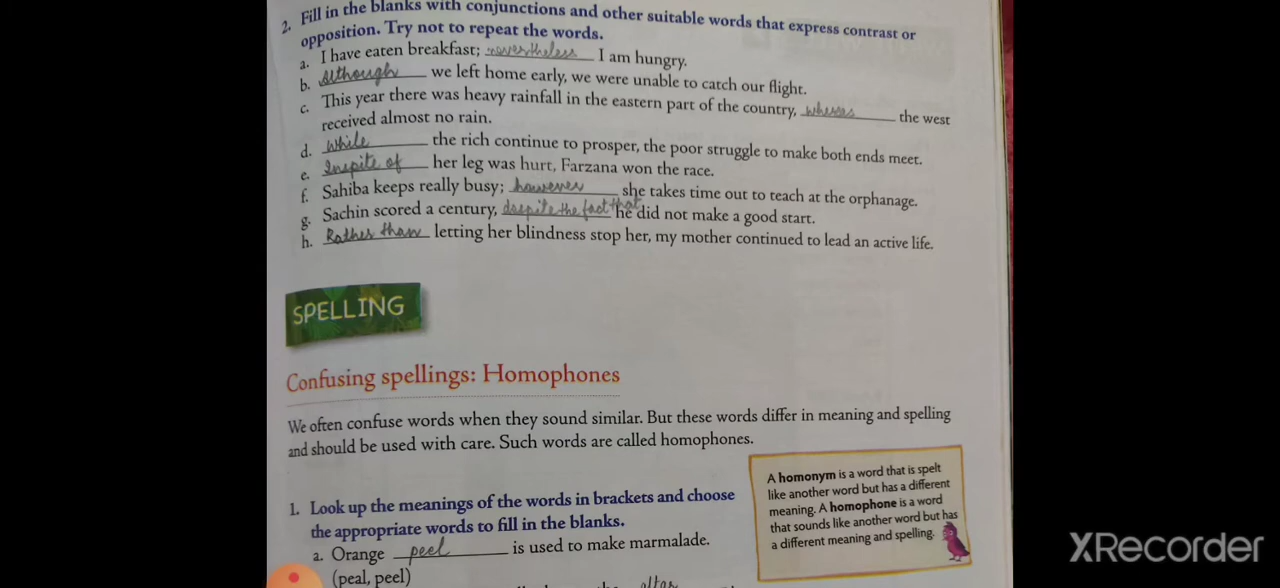 2. Fill in the blanks with conjunctions and other suitable words that express contrast or
opposition. Try not to repeat the words.
a. I have eaten breakfast; nevertheless I am hungry.
b. Although we left home early, we were unable to catch our flight.
c. This year there was heavy rainfall in the eastern part of the country, the west
received almost no rain.
d. While the rich continue to prosper, the poor struggle to make both ends meet.
e. Inspite of her leg was hurt, Farzana won the race.
f. Sahiba keeps really busy; however she takes time out to teach at the orphanage.
g. Sachin scored a century, despite the fact that he did not make a good start.
h. Rather than letting her blindness stop her, my mother continued to lead an active life.
SPELLING
Confusing spellings: Homophones
We often confuse words when they sound similar. But these words differ in meaning and spelling
and should be used with care. Such words are called homophones.
1. Look up the meanings of the words in brackets and choose
the appropriate words to fill in the blanks.
a. Orange peel is used to make marmalade.
(peal, peel)
altar
A homonym is a word that is spelt
like another word but has a different
meaning. A homophone is a word
that sounds like another word but has
a different meaning and spelling.
XRecorder